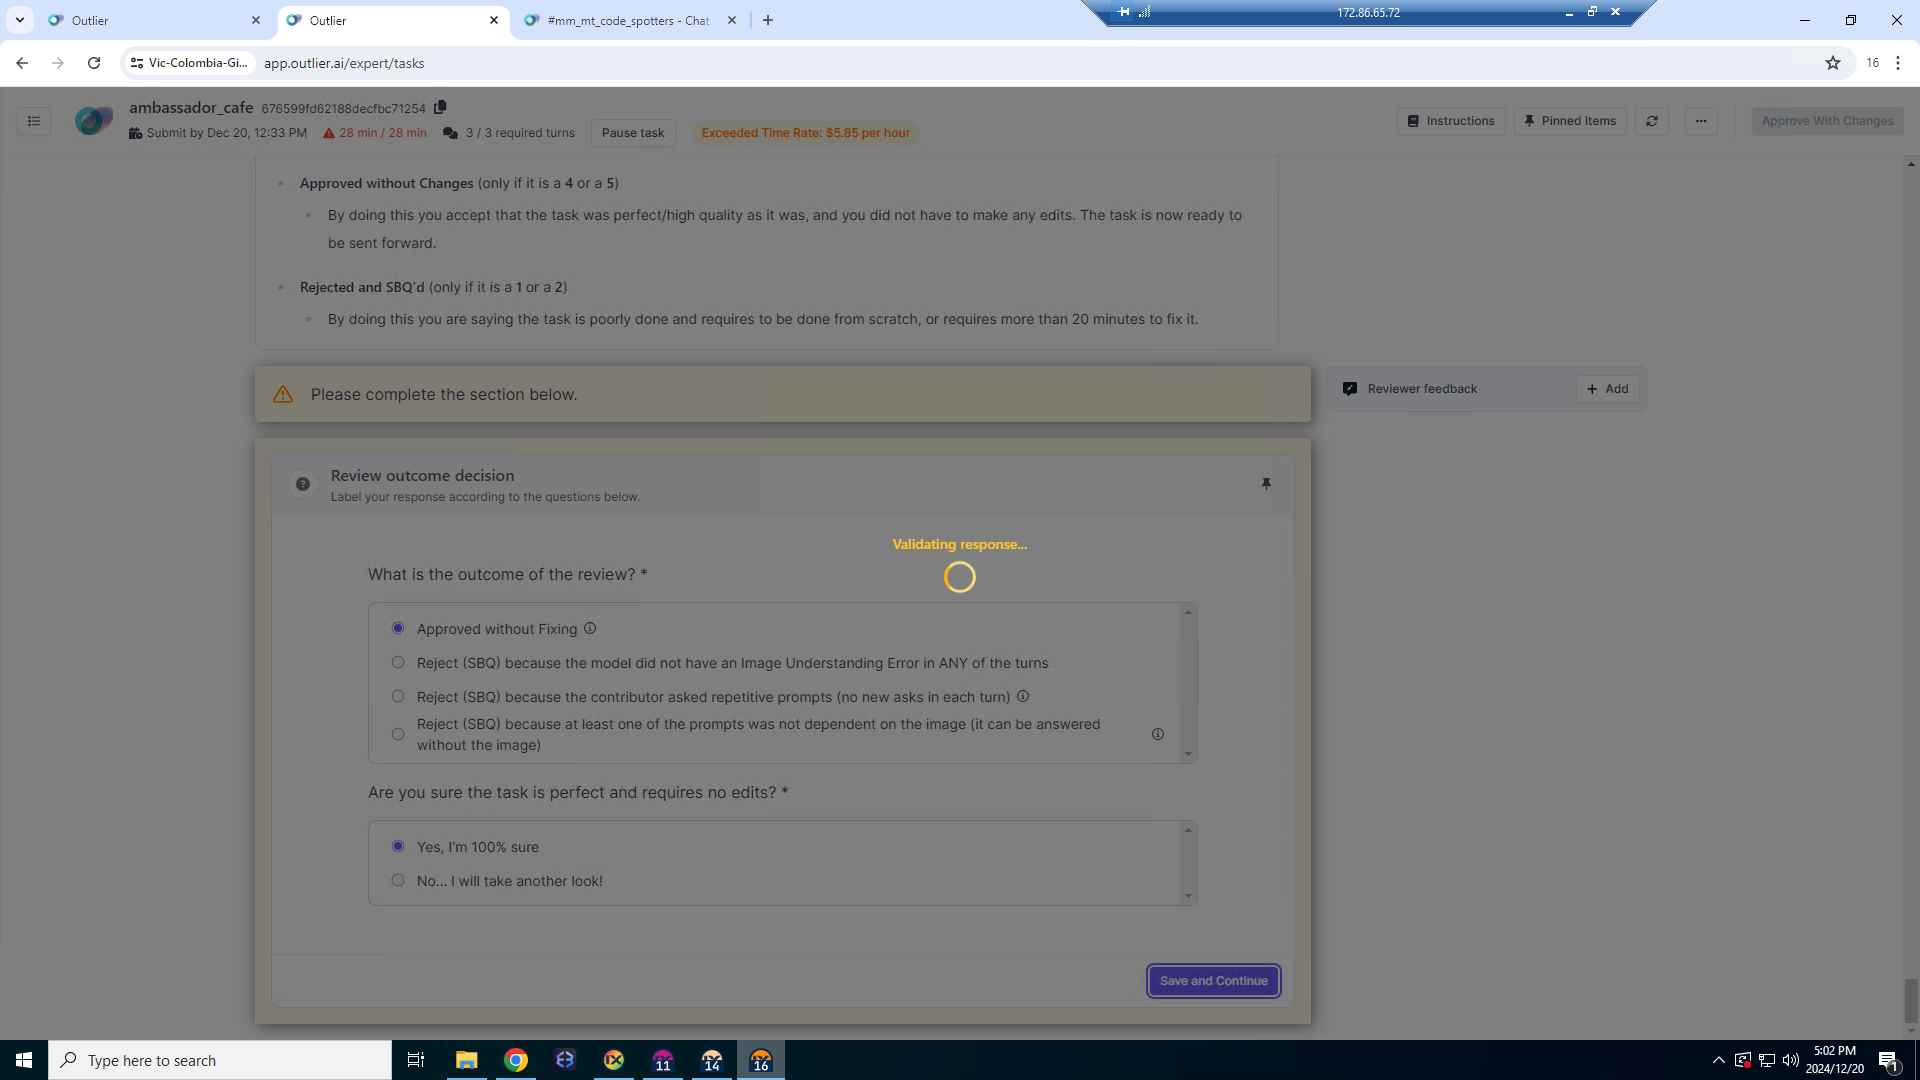 Outlier
Outlier
#mm_mt_code_spotters - Chat
172.86.65.72
Vic-Colombia-Gi...
app.outlier.ai/expert/tasks
16
ambassador_cafe 676599fd62188decfbc71254
Submit by Dec 20, 12:33 PM
28 min / 28 min
3 / 3 required turns
Pause task
Exceeded Time Rate: $5.85 per hour
Instructions
Pinned Items
Approve With Changes
Approved without Changes (only if it is a 4 or a 5)
By doing this you accept that the task was perfect/high quality as it was, and you did not have to make any edits. The task is now ready to
be sent forward.
Rejected and SBQ'd (only if it is a 1 or a 2)
By doing this you are saying the task is poorly done and requires to be done from scratch, or requires more than 20 minutes to fix it.
Please complete the section below.
Reviewer feedback
+ Add
Review outcome decision
Label your response according to the questions below.
Validating response...
What is the outcome of the review? *
Approved without Fixing
Reject (SBQ) because the model did not have an Image Understanding Error in ANY of the turns
Reject (SBQ) because the contributor asked repetitive prompts (no new asks in each turn)
Reject (SBQ) because at least one of the prompts was not dependent on the image (it can be answered
without the image)
Are you sure the task is perfect and requires no edits? *
Yes, I'm 100% sure
No... I will take another look!
Save and Continue
Type here to search
11
14
16
5:02 PM
2024/12/20
1